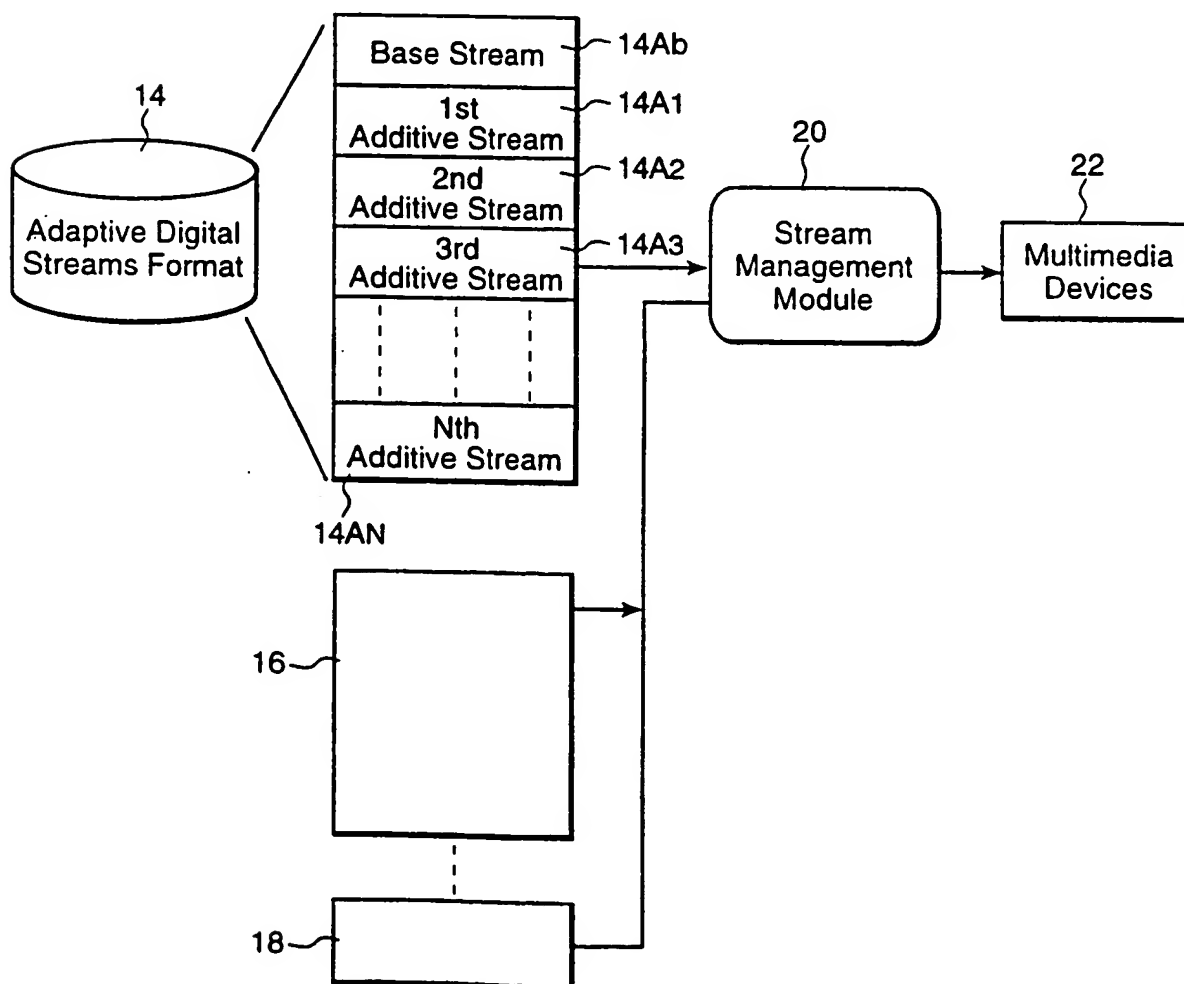 14
Adaptive Digital
Streams Format
Base Stream
14Ab
1st
Additive Stream
14A1
2nd
Additive Stream
14A2
3rd
Additive Stream
14A3
Nth
Additive Stream
14AN
16
18
20
Stream
Management
Module
22
Multimedia
Devices